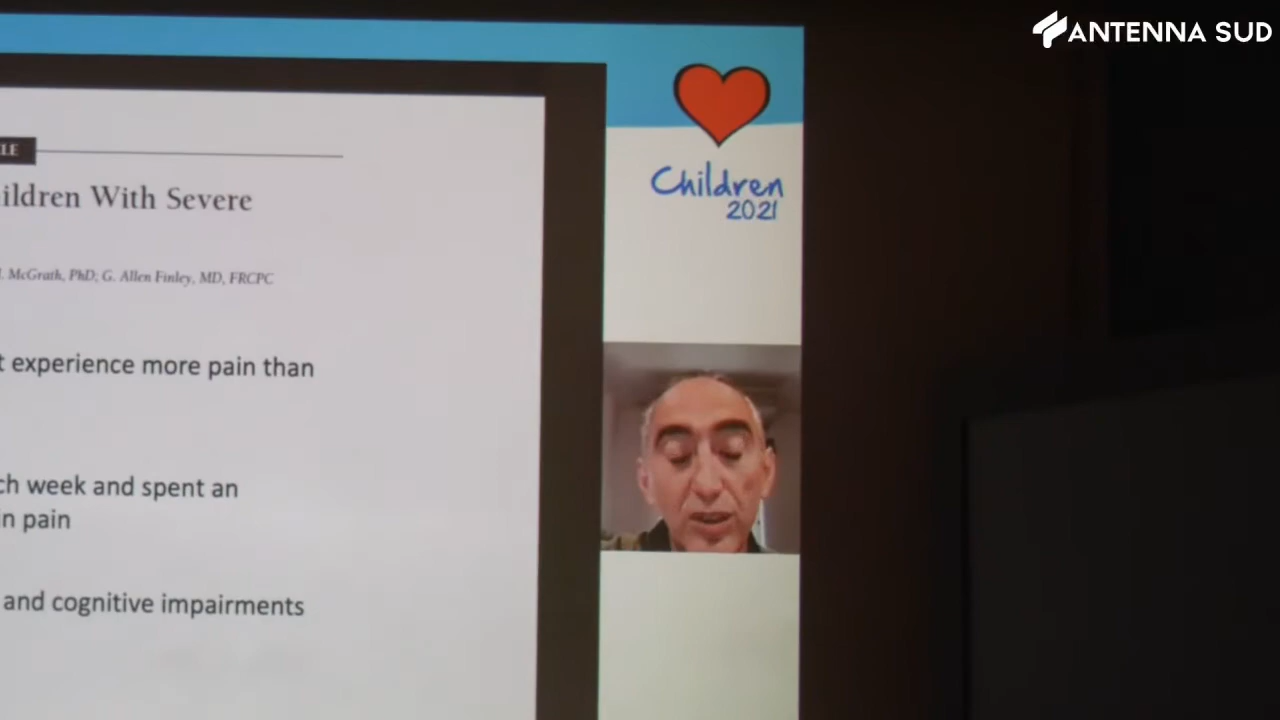 ANTENNA SUD
LE
ildren With Severe
McGrath, PhD; G. Allen Finley, MD, FRCPC
t experience more pain than
ch week and spent an
in pain
and cognitive impairments
Children
2021